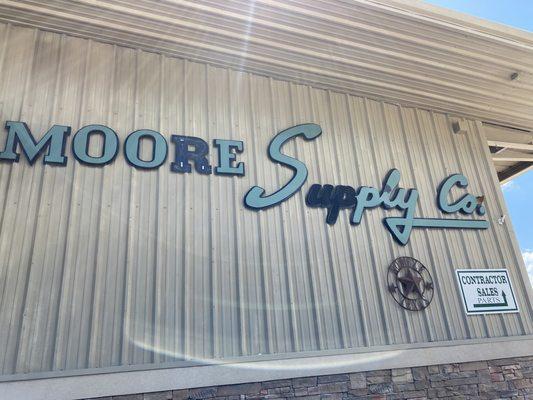 MOORE Supply Co.
CONTRACTOR
SALES
PARTS